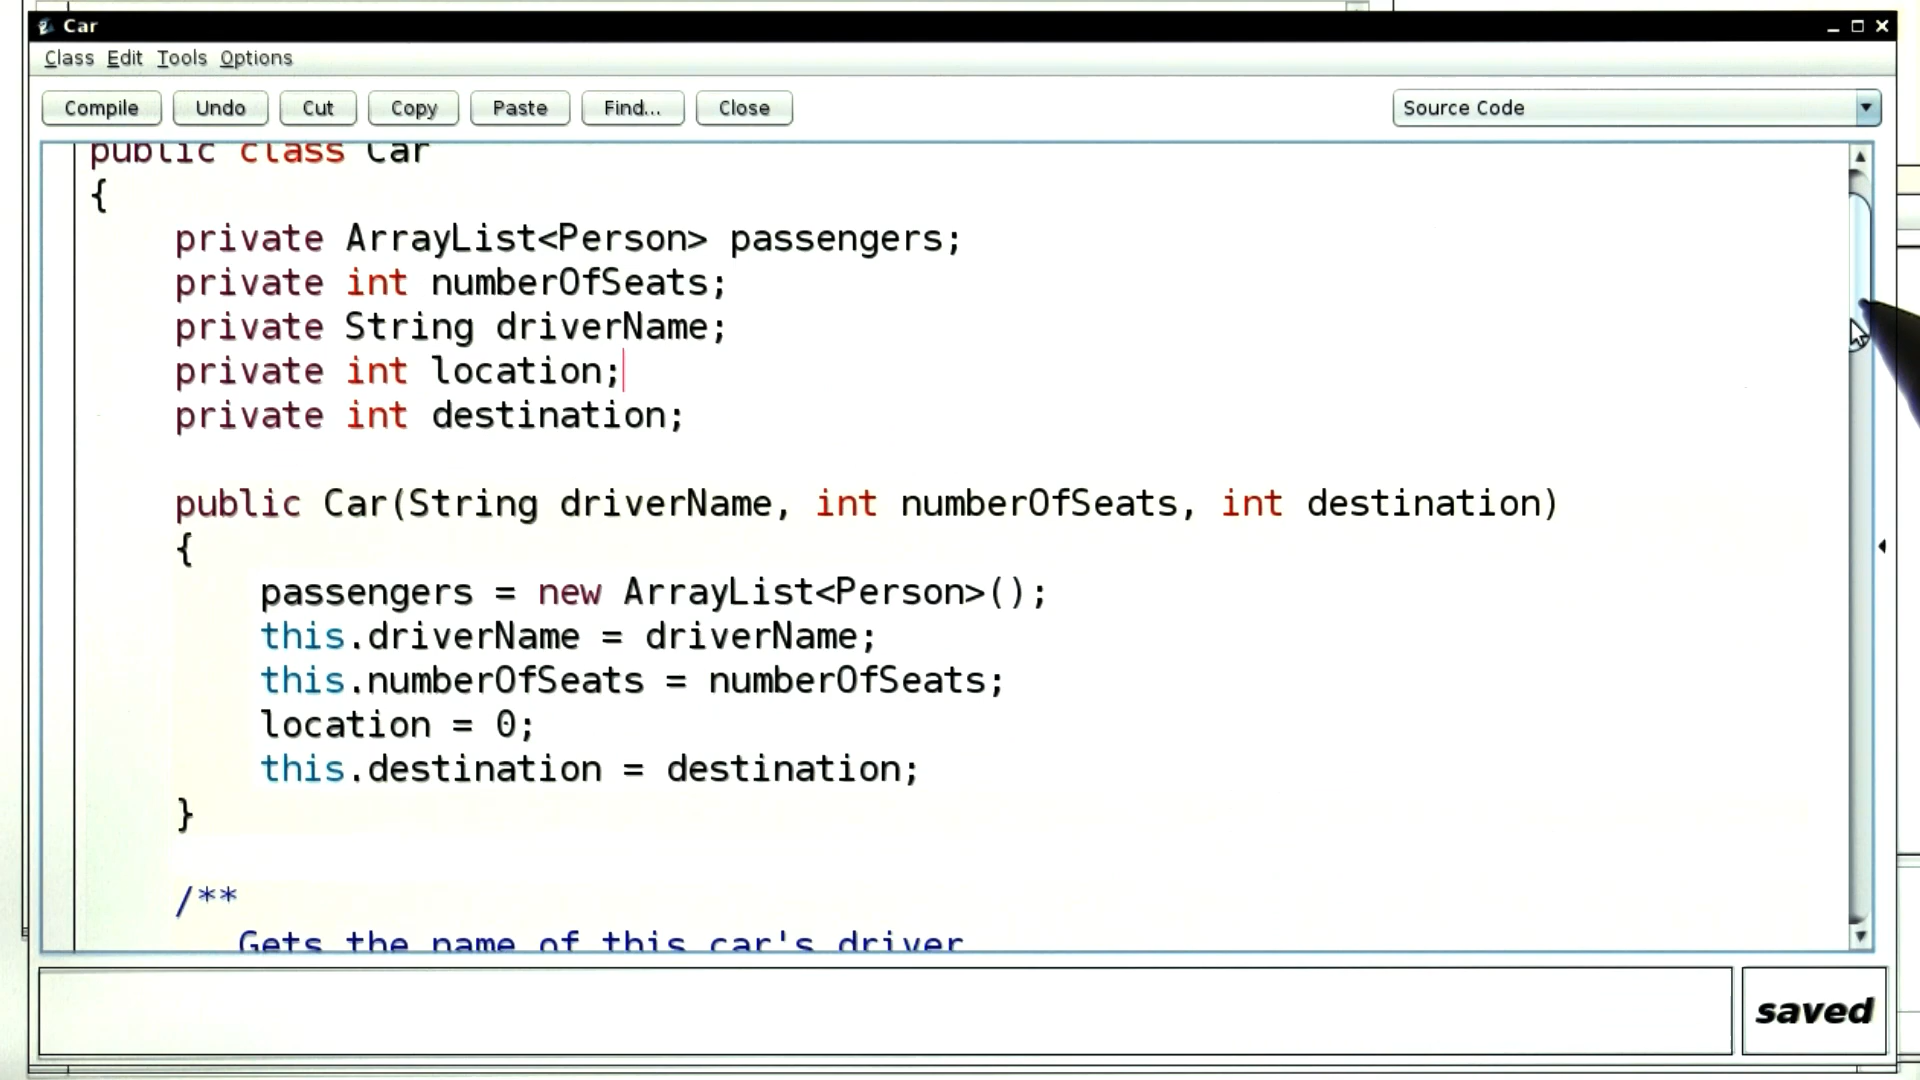 Car
Class Edit Tools Options
Compile Undo Cut Copy Paste Find... Close Source Code
public class Car
{
private ArrayList<Person> passengers;
private int numberOfSeats;
private String driverName;
private int location;
private int destination;
public Car(String driverName, int numberOfSeats, int destination)
{
passengers = new ArrayList<Person>();
this.driverName = driverName;
this.numberOfSeats = numberOfSeats;
location = 0;
this.destination = destination;
}
/**
Gets the name of this car's driver
saved